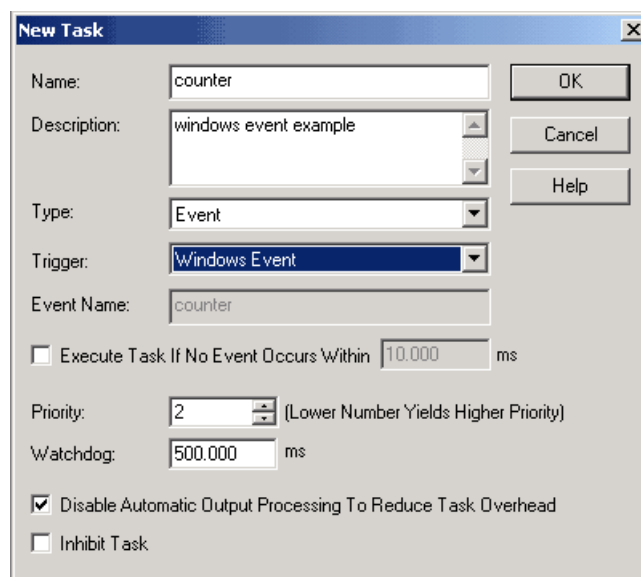 New Task
Name: counter OK
Description: windows event example Cancel
Help
Type: Event
Trigger: Windows Event
Event Name: counter
Execute Task If No Event Occurs Within 10.000 ms
Priority: 2 (Lower Number Yields Higher Priority)
Watchdog: 500.000 ms
Disable Automatic Output Processing To Reduce Task Overhead
Inhibit Task